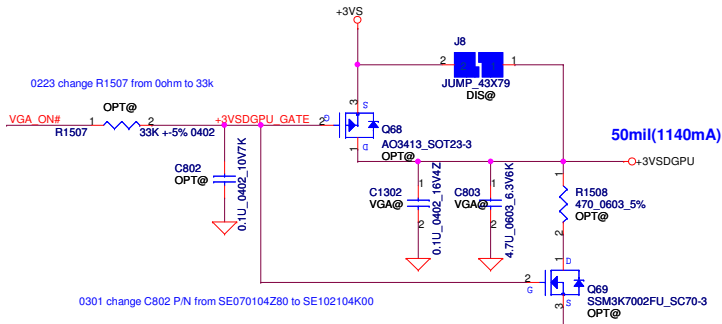 +3VS
J8
2
1
JUMP_43X79
DIS@
0223 change R1507 from 0ohm to 33k
OPT@
VGA_ON#
1
2
+3VSDGPU_GATE
R1507
33K +-5% 0402
2
G
3
S
Q68
1
D
AO3413_SOT23-3
OPT@
50mil(1140mA)
+3VSDGPU
C802
OPT@
1
2
0.1U_0402_10V7K
C1302
VGA@
1
2
0.1U_0402_16V4Z
C803
VGA@
1
2
4.7U_0603_6.3V6K
1
R1508
470_0603_5%
OPT@
2
1
D
2
G
Q69
SSM3K7002FU_SC70-3
3
S
OPT@
0301 change C802 P/N from SE070104Z80 to SE102104K00